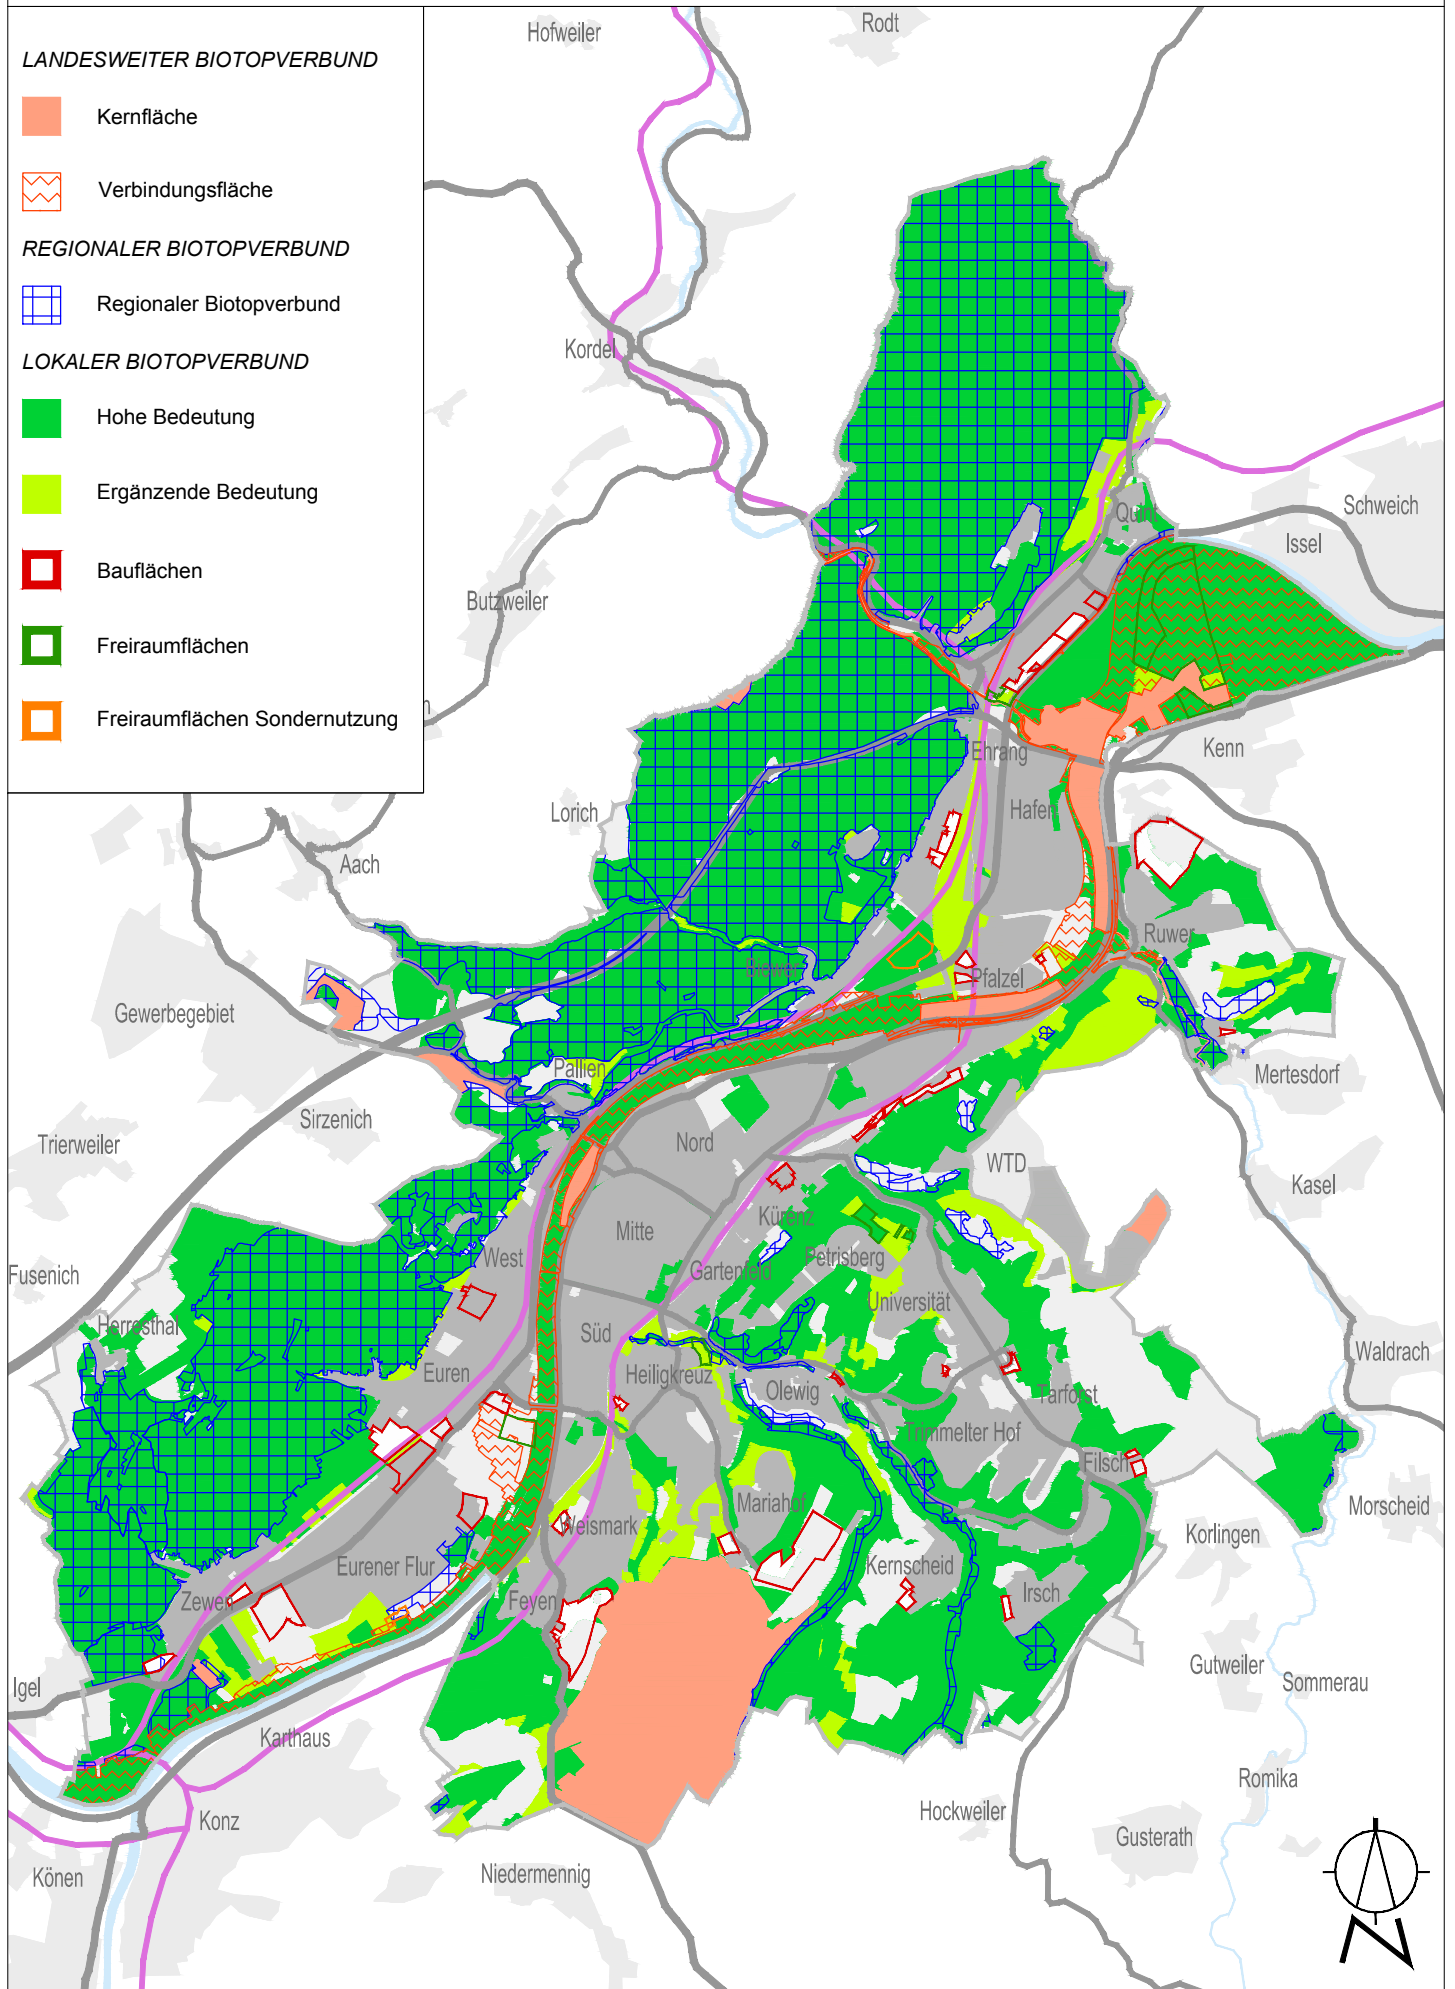 LANDESWEITER BIOTOPVERBUND
Kernfläche
Verbindungsfläche
REGIONALER BIOTOPVERBUND
Regionaler Biotopverbund
LOKALER BIOTOPVERBUND
Hohe Bedeutung
Ergänzende Bedeutung
Bauflächen
Freiraumflächen
Freiraumflächen Sondernutzung
Hofweiler
Rodt
Kordel
Schweich
Quint
Issel
Butzweiler
n
Ehrang
Kenn
Lorich
Hafen
Aach
Ruwer
Biewer
Pfalzel
Gewerbegebiet
Pallien
Mertesdorf
Sirzenich
Trierweiler
Nord
WTD
Kasel
Kürenz
Mitte
West
Petrisberg
Gartenfeld
Fusenich
Universität
Herresthal
Süd
Waldrach
Euren
Heiligkreuz
Olewig
Tarforst
Trimmelter Hof
Filsch
Mariahof
Morscheid
Weismark
Korlingen
Eurener Flur
Kernscheid
Irsch
Zewen
Feyen
Igel
Gutweiler
Sommerau
Karthaus
Romika
Konz
Hockweiler
Gusterath
Könen
Niedermennig
N